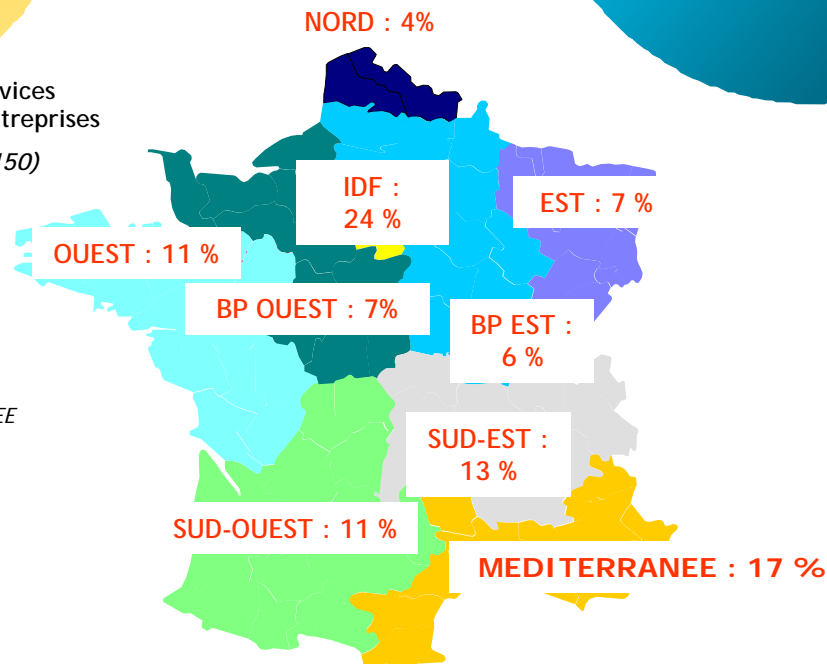 NORD : 4%
vices
treprises
150)
IDF :
24 %
EST : 7 %
OUEST : 11 %
BP OUEST : 7%
BP EST :
6 %
EE
SUD-EST :
13 %
SUD-OUEST : 11 %
MEDITERRANEE : 17 %